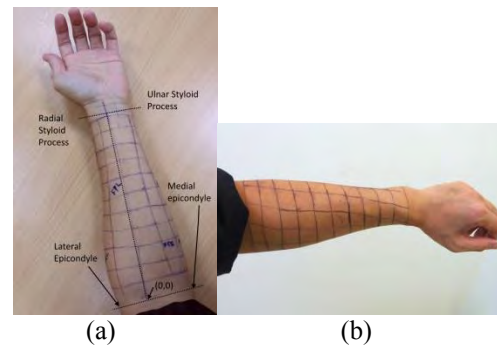 Ulnar Styloid
Process
Radial
Styloid
Process
Medial
epicondyle
Lateral
Epicondyle
(0,0)
(a)
(b)